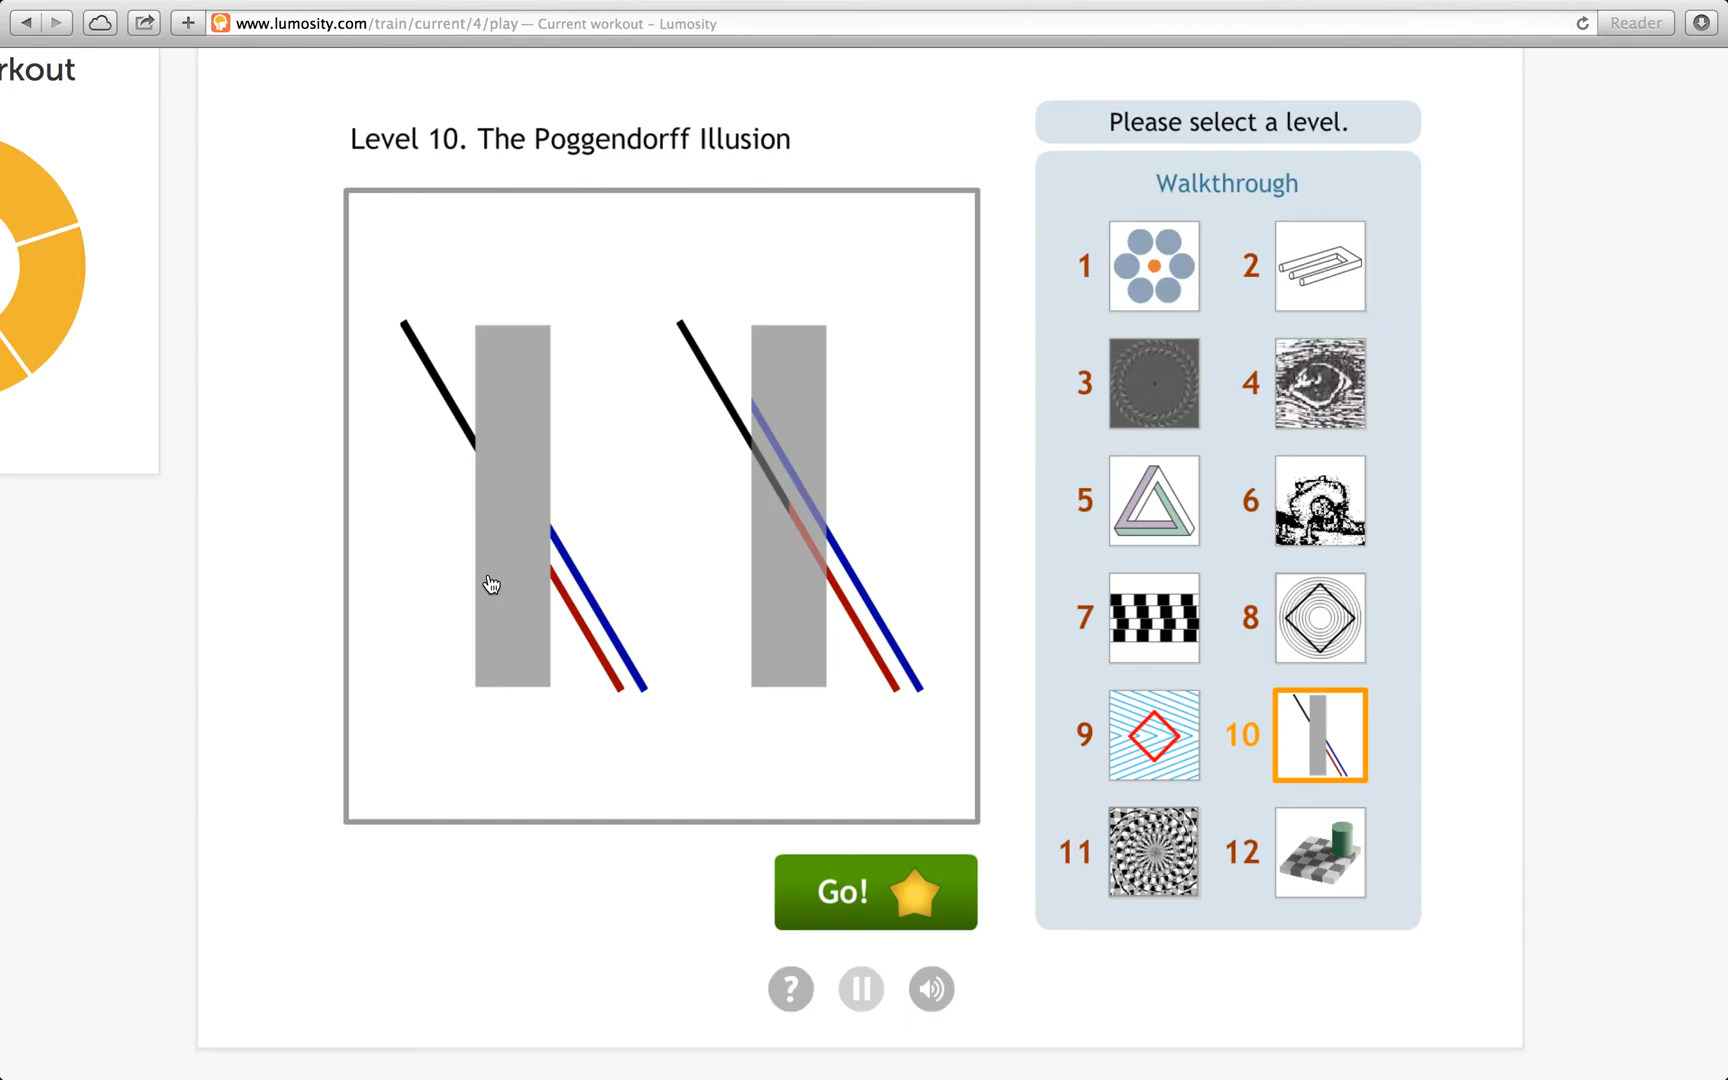 www.lumosity.com/train/current/4/play — Current workout – Lumosity
Reader
rkout
Level 10. The Poggendorff Illusion
Please select a level.
Walkthrough
1
2
3
4
5
6
7
8
9
10
11
12
Go!
?